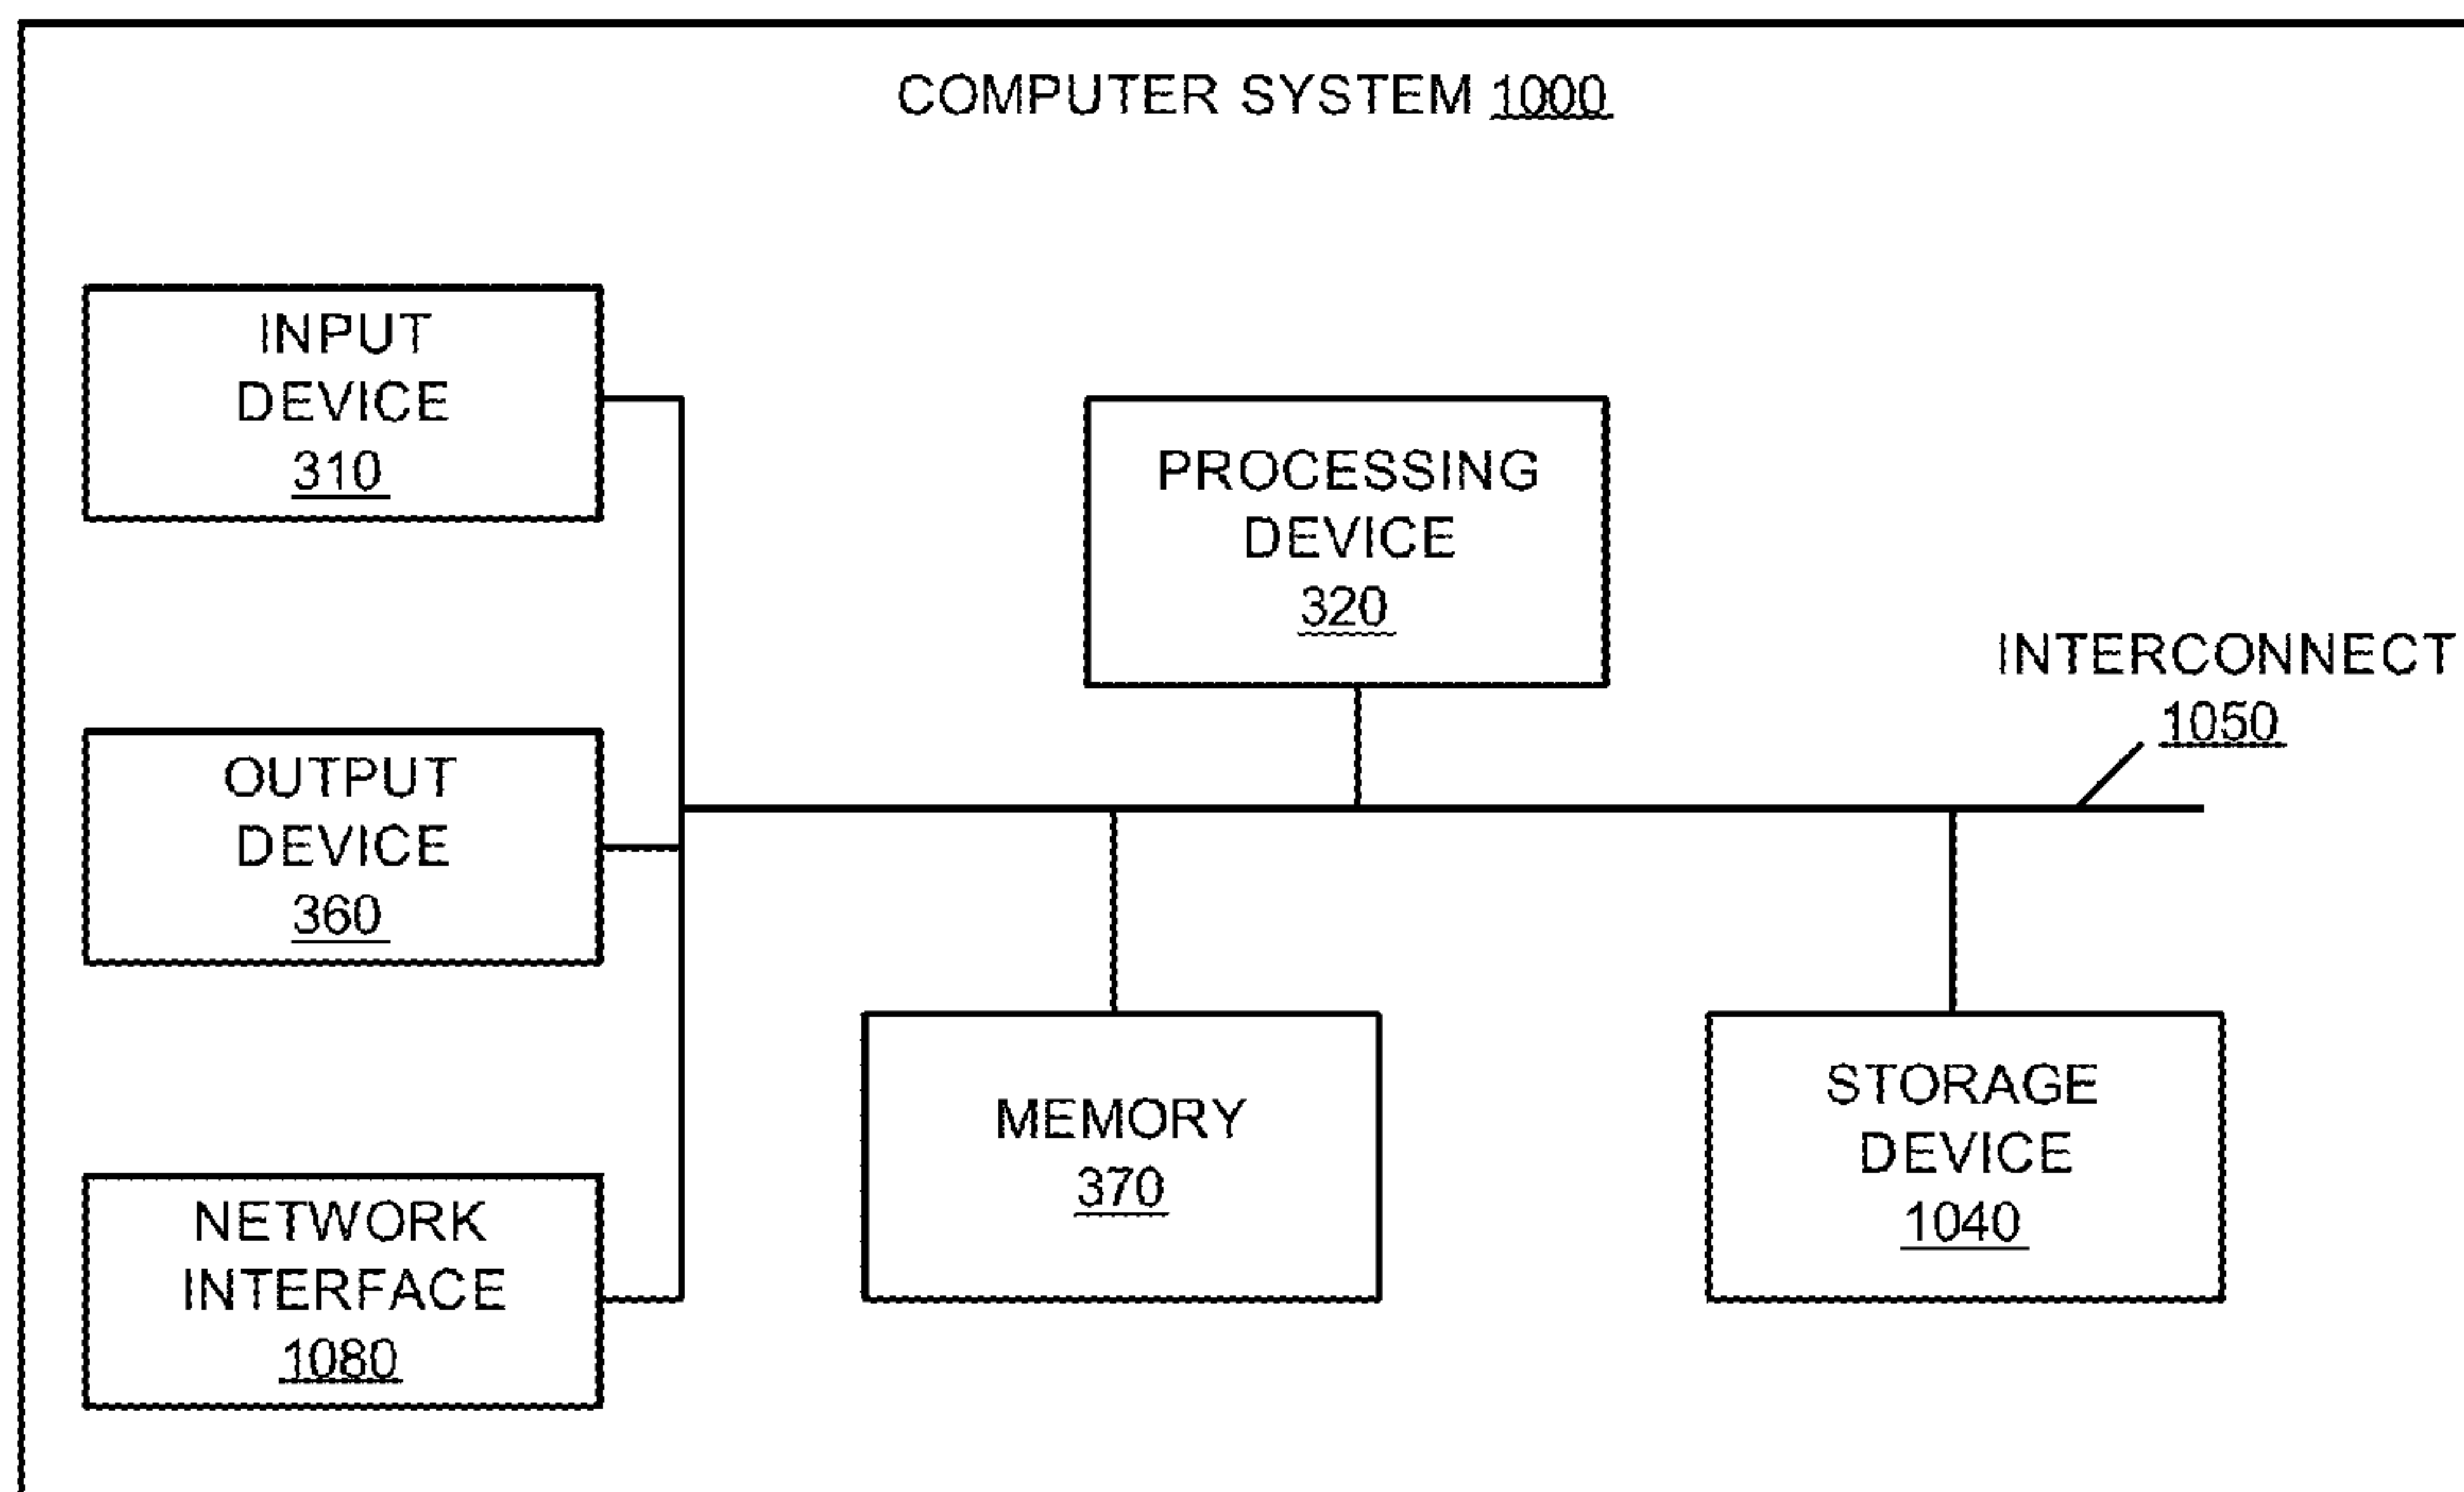 COMPUTER SYSTEM 1000
INPUT
DEVICE
310
PROCESSING
DEVICE
320
INTERCONNECT
1050
OUTPUT
DEVICE
360
MEMORY
370
STORAGE
DEVICE
1040
NETWORK
INTERFACE
1080